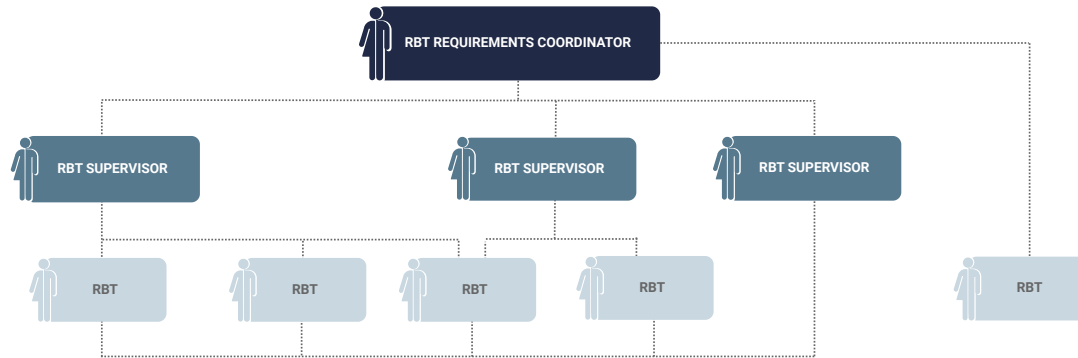 RBT REQUIREMENTS COORDINATOR
RBT SUPERVISOR
RBT SUPERVISOR
RBT SUPERVISOR
RBT
RBT
RBT
RBT
RBT